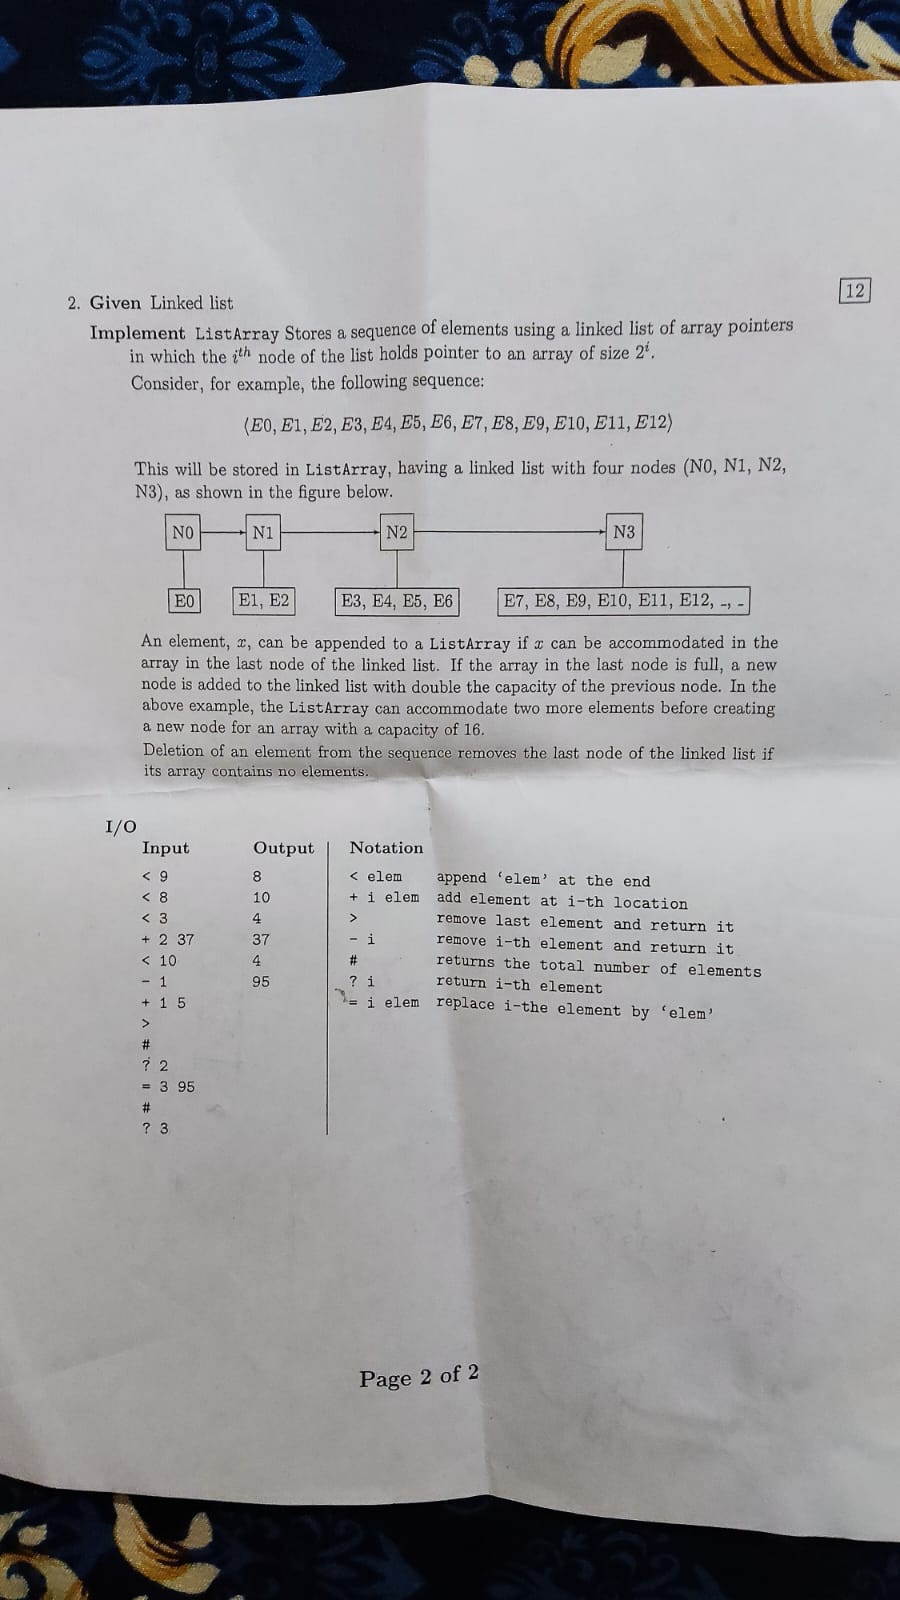 12
2. Given Linked list
Implement ListArray Stores a sequence of elements using a linked list of array pointers
in which the iᵗʰ node of the list holds pointer to an array of size 2ⁱ.
Consider, for example, the following sequence:
⟨E0, E1, E2, E3, E4, E5, E6, E7, E8, E9, E10, E11, E12⟩
This will be stored in ListArray, having a linked list with four nodes (N0, N1, N2,
N3), as shown in the figure below.
N0 N1 N2 N3
E0 E1, E2 E3, E4, E5, E6 E7, E8, E9, E10, E11, E12, -, -
An element, x, can be appended to a ListArray if x can be accommodated in the
array in the last node of the linked list. If the array in the last node is full, a new
node is added to the linked list with double the capacity of the previous node. In the
above example, the ListArray can accommodate two more elements before creating
a new node for an array with a capacity of 16.
Deletion of an element from the sequence removes the last node of the linked list if
its array contains no elements.
I/O
Input Output Notation
< 9 8 < elem append ‘elem’ at the end
< 8 10 + i elem add element at i-th location
< 3 4 > remove last element and return it
+ 2 37 37 - i remove i-th element and return it
< 10 4 # returns the total number of elements
- 1 95 ? i return i-th element
+ 1 5 = i elem replace i-the element by ‘elem’
>
#
? 2
= 3 95
#
? 3
Page 2 of 2